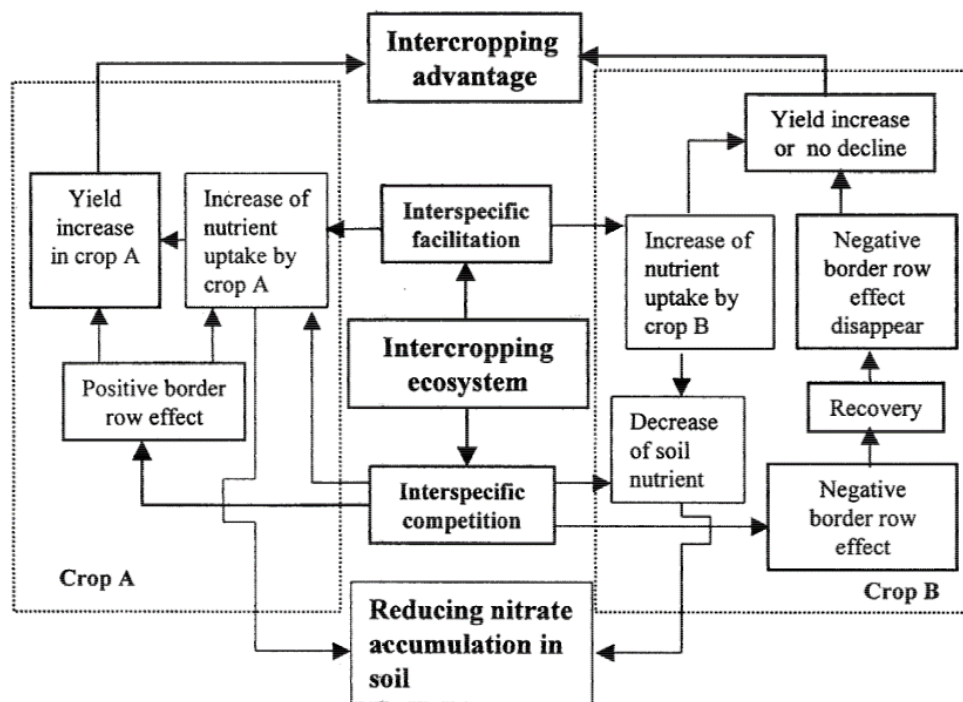 Intercropping
advantage
Yield increase
or no decline
Yield
increase
in crop A
Increase of
nutrient
uptake by
crop A
Interspecific
facilitation
Increase of
nutrient
uptake by
crop B
Negative
border row
effect
disappear
Intercropping
ecosystem
Positive border
row effect
Recovery
Decrease
of soil
nutrient
Interspecific
competition
Negative
border row
effect
Crop A
Crop B
Reducing nitrate
accumulation in
soil